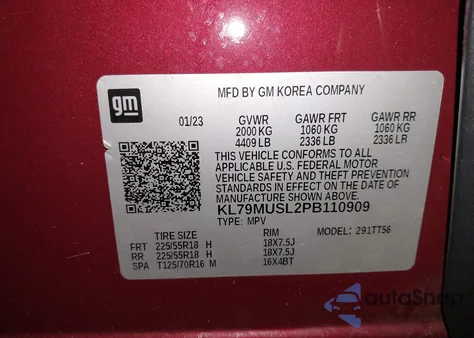 gm
MFD BY GM KOREA COMPANY
01/23 GVWR GAWR FRT GAWR RR
2000 KG 1060 KG 1060 KG
4409 LB 2336 LB 2336 LB
THIS VEHICLE CONFORMS TO ALL
APPLICABLE U.S. FEDERAL MOTOR
VEHICLE SAFETY AND THEFT PREVENTION
STANDARDS IN EFFECT ON THE DATE OF
MANUFACTURE SHOWN ABOVE.
KL79MUSL2PB110909
TYPE: MPV
TIRE SIZE RIM MODEL: 291TT56
FRT 225/55R18 H 18X7.5J
RR 225/55R18 H 18X7.5J
SPA T125/70R16 M 16X4BT
autoSnap